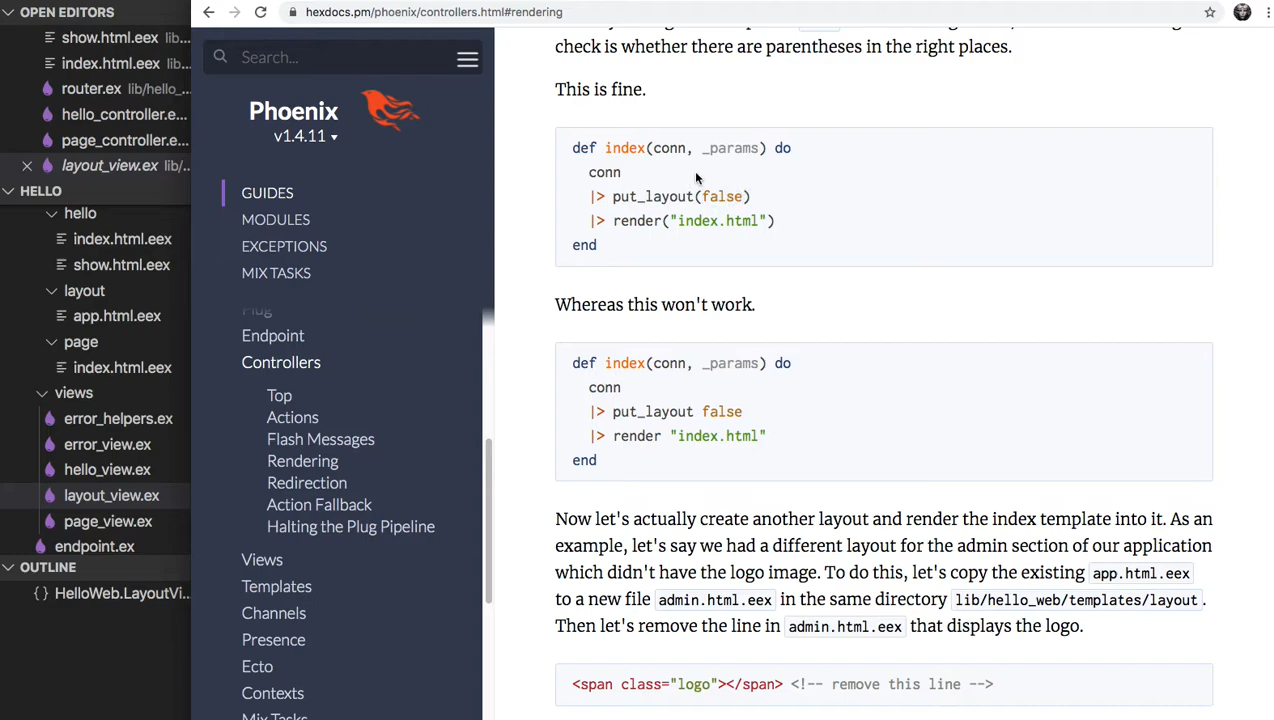 OPEN EDITORS
show.html.eex lib...
index.html.eex lib...
router.ex lib/hello_...
hello_controller.e...
page_controller.e...
layout_view.ex lib/...
HELLO
hello
index.html.eex
show.html.eex
layout
app.html.eex
page
index.html.eex
views
error_helpers.ex
error_view.ex
hello_view.ex
layout_view.ex
page_view.ex
endpoint.ex
OUTLINE
{ } HelloWeb.LayoutVi...
hexdocs.pm/phoenix/controllers.html#rendering
Search...
Phoenix
v1.4.11
GUIDES
MODULES
EXCEPTIONS
MIX TASKS
Plug
Endpoint
Controllers
Top
Actions
Flash Messages
Rendering
Redirection
Action Fallback
Halting the Plug Pipeline
Views
Templates
Channels
Presence
Ecto
Contexts
Mix Tasks
check is whether there are parentheses in the right places.
This is fine.
def index(conn, _params) do
conn
|> put_layout(false)
|> render("index.html")
end
Whereas this won't work.
def index(conn, _params) do
conn
|> put_layout false
|> render "index.html"
end
Now let's actually create another layout and render the index template into it. As an
example, let's say we had a different layout for the admin section of our application
which didn't have the logo image. To do this, let's copy the existing app.html.eex
to a new file admin.html.eex in the same directory lib/hello_web/templates/layout.
Then let's remove the line in admin.html.eex that displays the logo.
<span class="logo"></span> <!-- remove this line -->